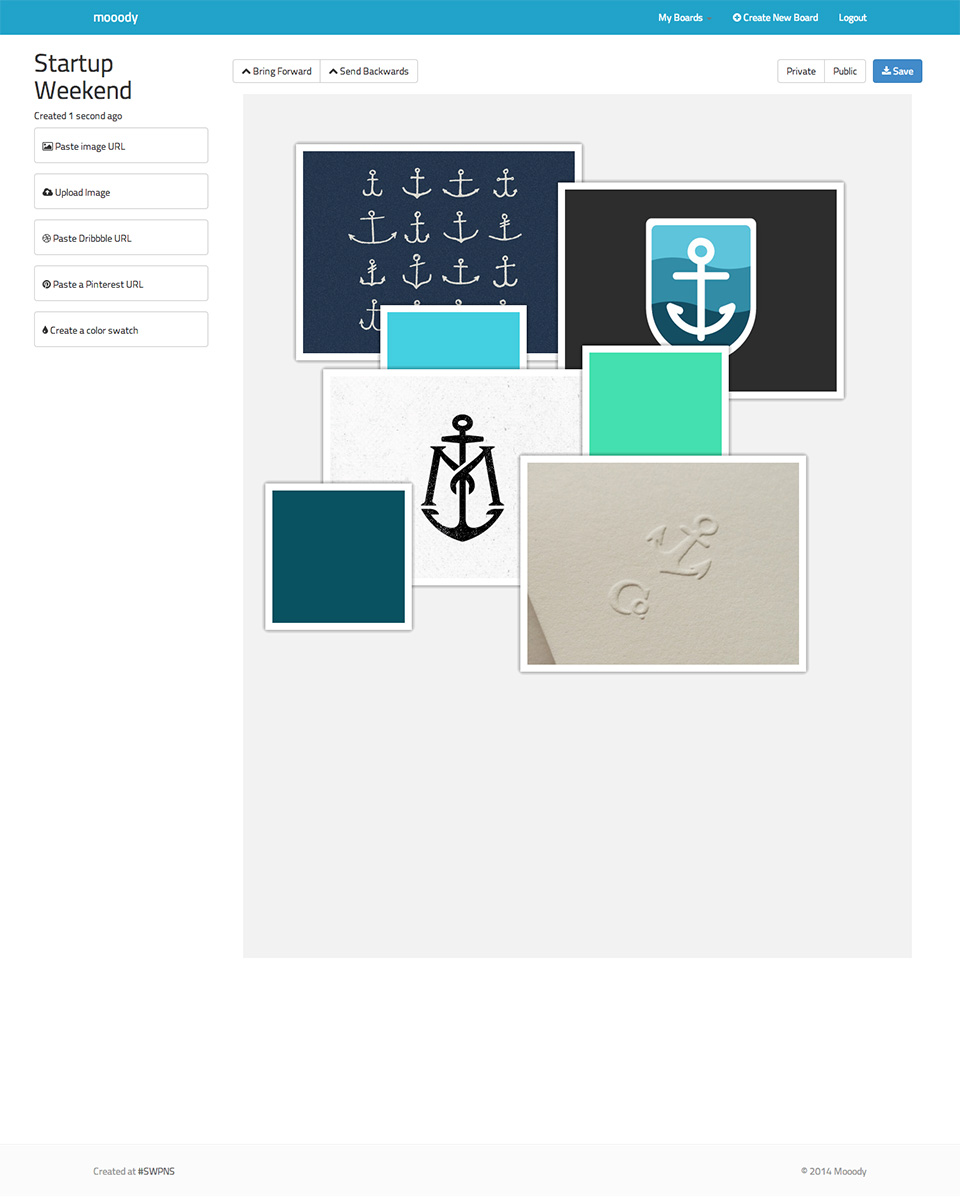 mooody
My Boards
Create New Board
Logout
Startup
Weekend
Created 1 second ago
Paste image URL
Upload Image
Paste Dribbble URL
Paste a Pinterest URL
Create a color swatch
Bring Forward
Send Backwards
Private
Public
Save
M
Created at #SWPNS
© 2014 Mooody